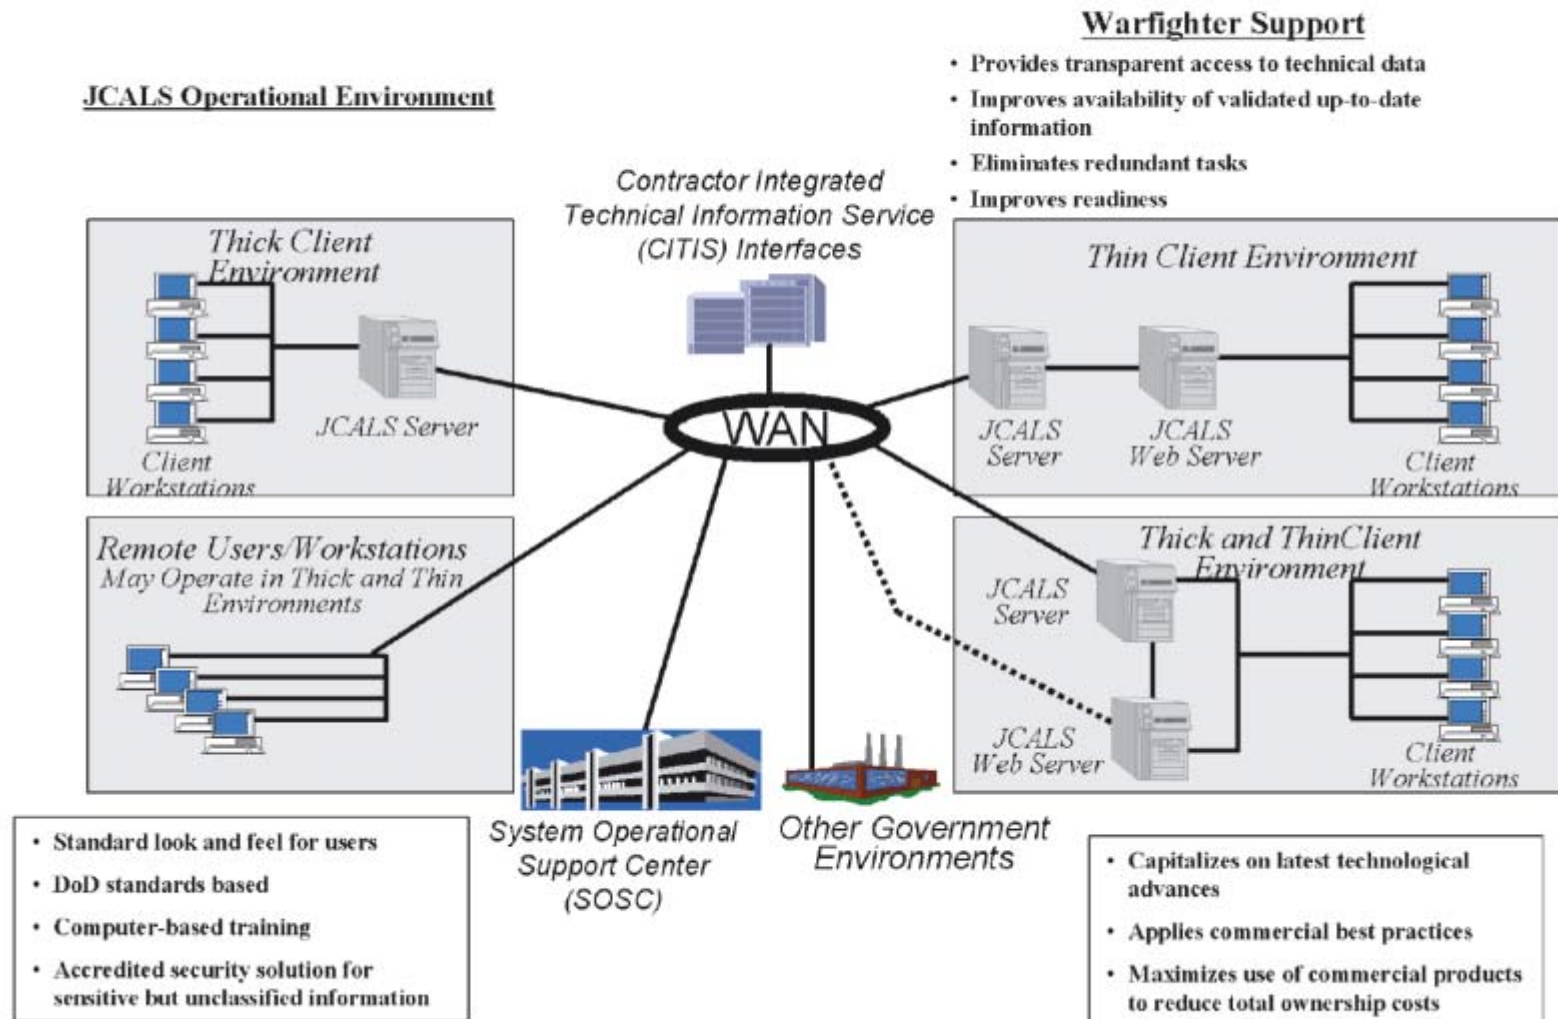 Warfighter Support
• Provides transparent access to technical data
• Improves availability of validated up-to-date
information
• Eliminates redundant tasks
• Improves readiness
JCALS Operational Environment
Contractor Integrated
Technical Information Service
(CITIS) Interfaces
Thick Client
Environment
JCALS Server
Client
Workstations
Thin Client Environment
JCALS
Server
JCALS
Web Server
Client
Workstations
WAN
Remote Users/Workstations
May Operate in Thick and Thin
Environments
Thick and ThinClient
Environment
JCALS
Server
JCALS
Web Server
Client
Workstations
System Operational
Support Center
(SOSC)
Other Government
Environments
• Standard look and feel for users
• DoD standards based
• Computer-based training
• Accredited security solution for
sensitive but unclassified information
• Capitalizes on latest technological
advances
• Applies commercial best practices
• Maximizes use of commercial products
to reduce total ownership costs